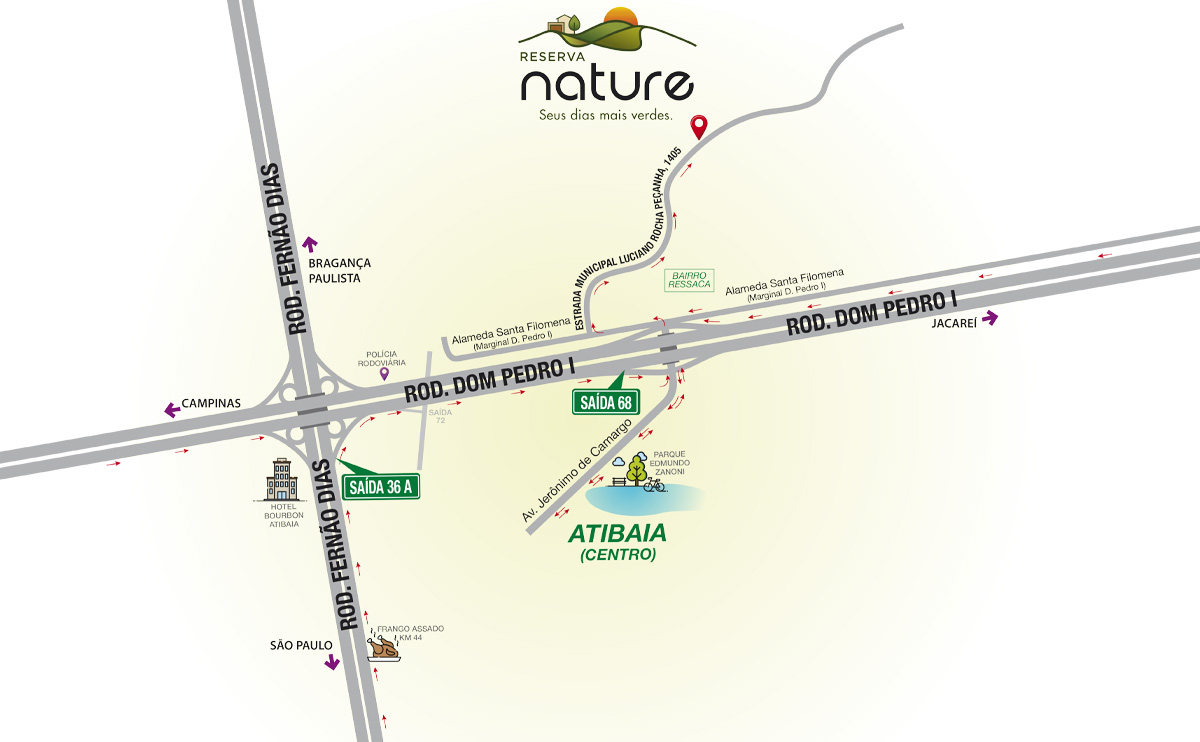 RESERVA
nature
Seus dias mais verdes.
ROD. FERNÃO DIAS
BRAGANÇA
PAULISTA
ESTRADA MUNICIPAL LUCIANO ROCHA PEÇANHA, 1405
BAIRRO
RESSACA
Alameda Santa Filomena
(Marginal D. Pedro I)
ROD. DOM PEDRO I
JACAREÍ
Alameda Santa Filomena
(Marginal D. Pedro I)
POLÍCIA
RODOVIÁRIA
ROD. DOM PEDRO I
CAMPINAS
SAÍDA 68
SAÍDA
72
Av. Jerônimo de Camargo
PARQUE
EDMUNDO
ZANONI
SAÍDA 36 A
HOTEL
BOURBON
ATIBAIA
ATIBAIA
(CENTRO)
ROD. FERNÃO DIAS
FRANGO ASSADO
KM 44
SÃO PAULO